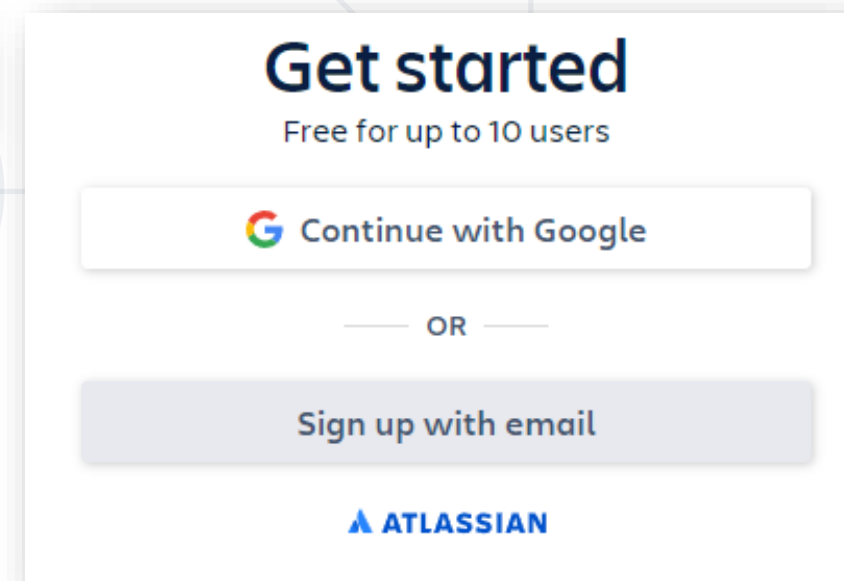 Get started
Free for up to 10 users
Continue with Google
OR
Sign up with email
ATLASSIAN